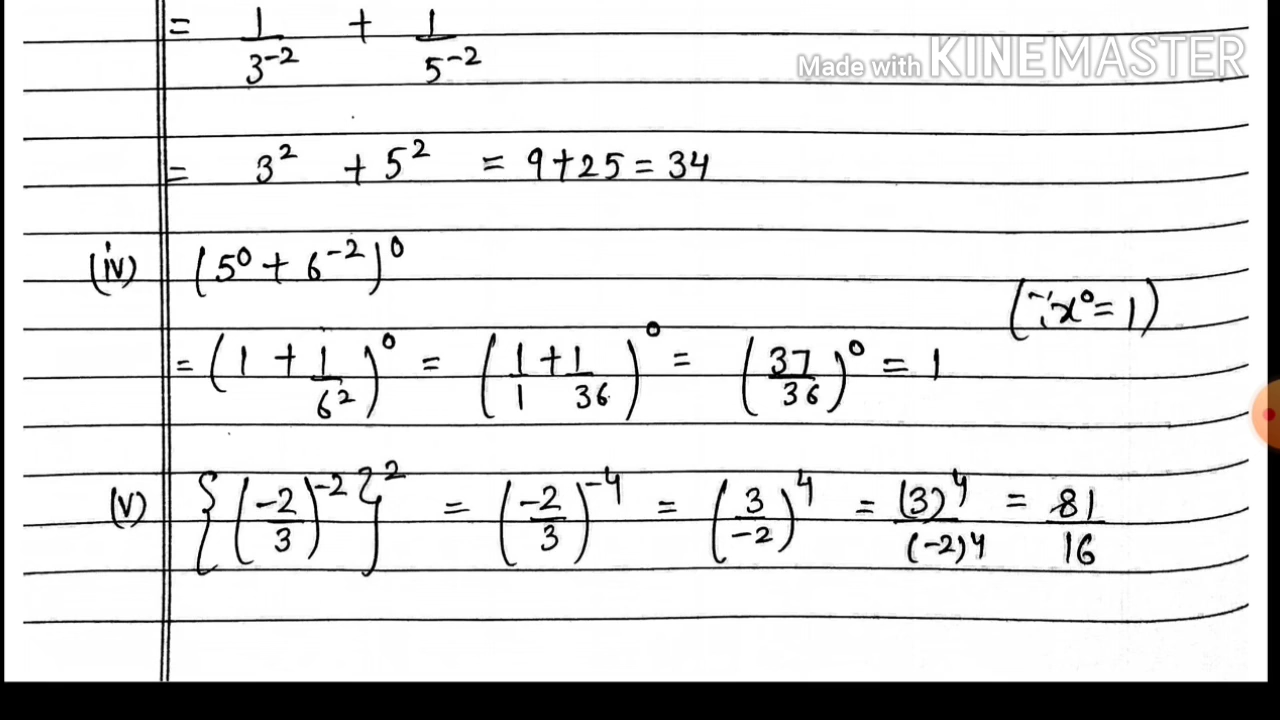 = 1/3⁻² + 1/5⁻²
Made with KINEMASTER
= 3² + 5² = 9+25 = 34
(iv) (5⁰ + 6⁻²)⁰
(∵ x⁰ = 1)
= (1 + 1/6²)⁰ = (1/1 + 1/36)⁰ = (37/36)⁰ = 1
(v) {(-2/3)⁻²}² = (-2/3)⁻⁴ = (3/-2)⁴ = (3)⁴/(-2)⁴ = 81/16